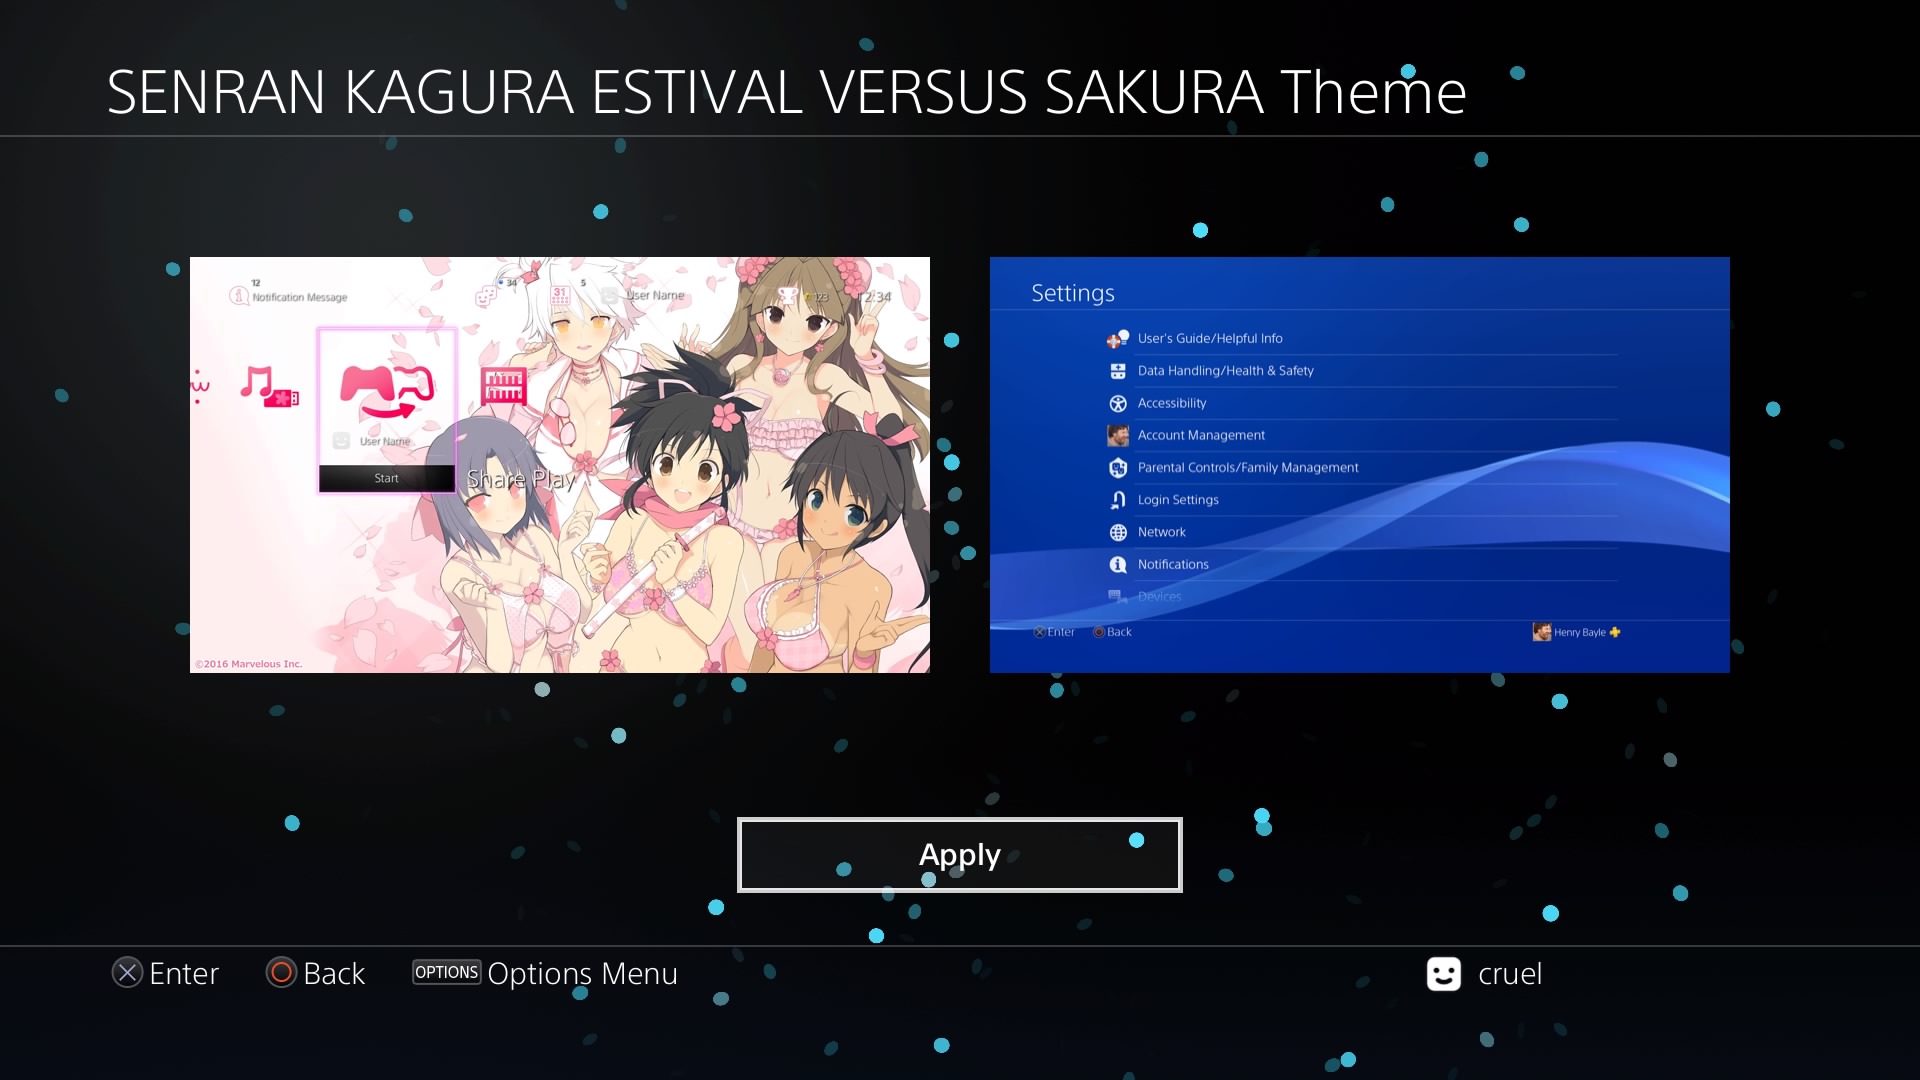 SENRAN KAGURA ESTIVAL VERSUS SAKURA Theme
12
Notification Message
34
31
5
User Name
123
12:34
User Name
Start
Share Play
©2016 Marvelous Inc.
Settings
User's Guide/Helpful Info
Data Handling/Health & Safety
Accessibility
Account Management
Parental Controls/Family Management
Login Settings
Network
Notifications
Devices
Enter
Back
Henry Bayle
Apply
Enter
Back
OPTIONS Options Menu
cruel